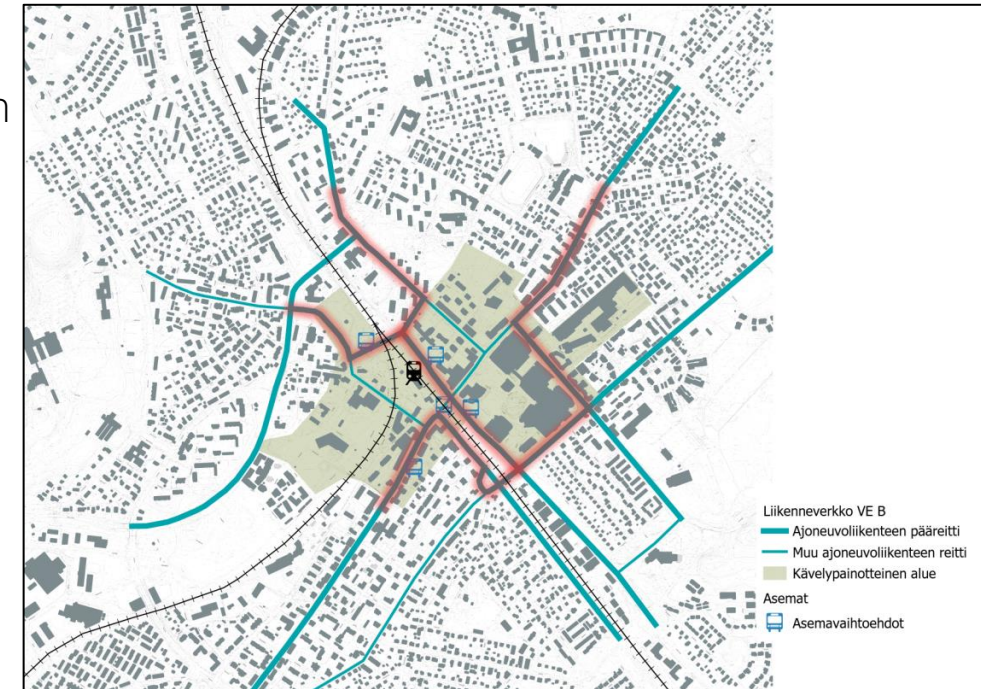 n
Liikenneverkko VE B
Ajoneuvoliikenteen pääreitti
Muu ajoneuvoliikenteen reitti
Kävelypainotteinen alue
Asemat
Asemavaihtoehdot